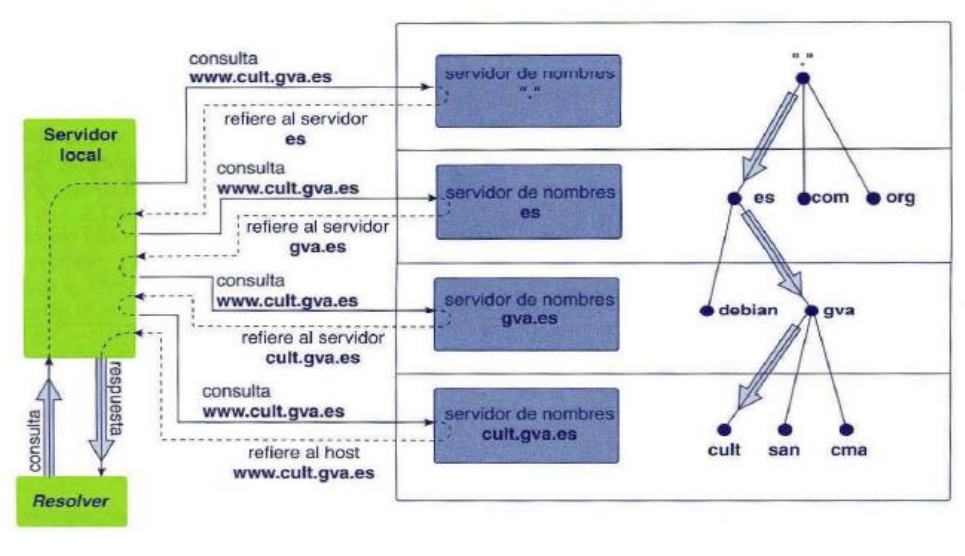 consulta
www.cult.gva.es
servidor de nombres
"."
"."
refiere al servidor
es
Servidor
local
consulta
www.cult.gva.es
servidor de nombres
es
es
com
org
refiere al servidor
gva.es
consulta
www.cult.gva.es
servidor de nombres
gva.es
debian
gva
refiere al servidor
cult.gva.es
consulta
www.cult.gva.es
servidor de nombres
cult.gva.es
cult
san
cma
refiere al host
www.cult.gva.es
consulta
respuesta
Resolver